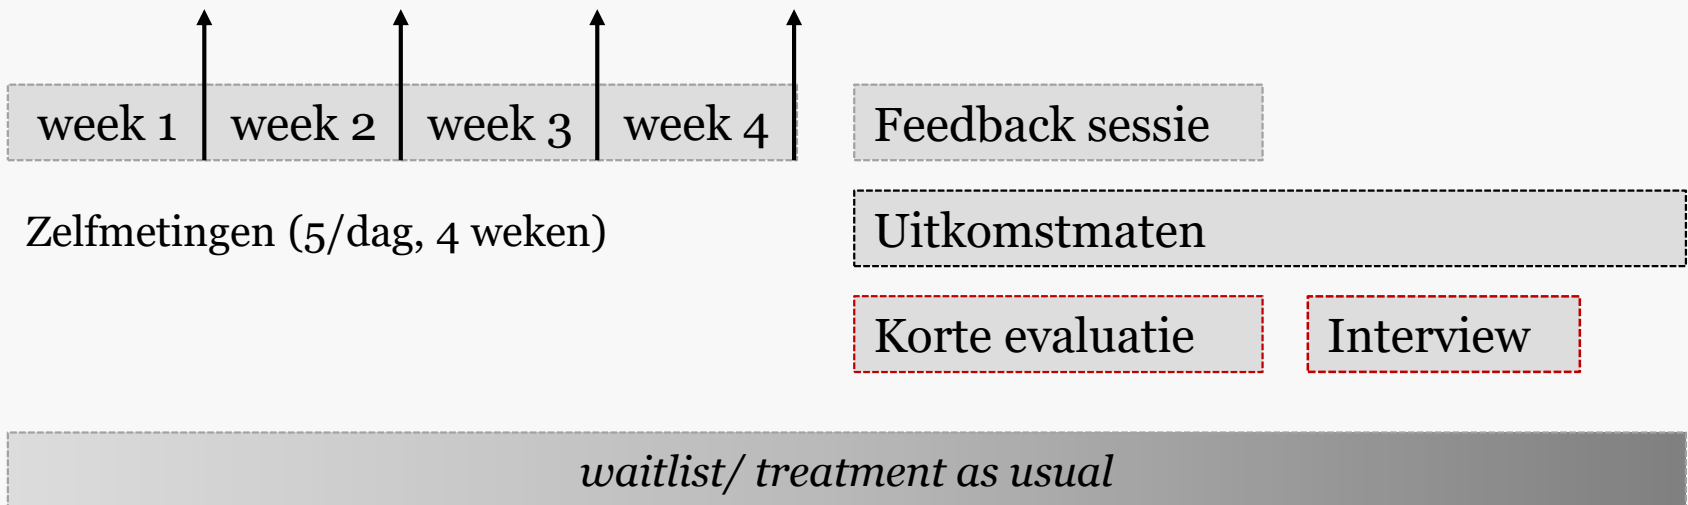 week 1 week 2 week 3 week 4
Feedback sessie
Zelfmetingen (5/dag, 4 weken)
Uitkomstmaten
Korte evaluatie
Interview
waitlist/ treatment as usual